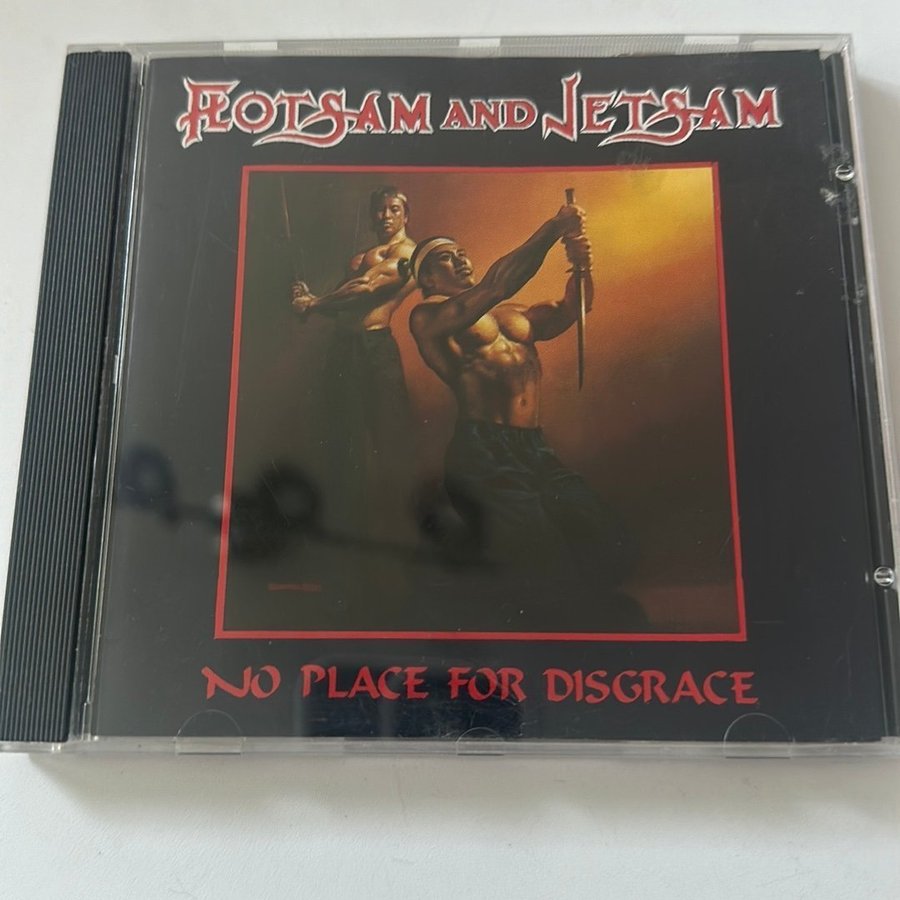 FLOTSAM AND JETSAM
NO PLACE FOR DISGRACE